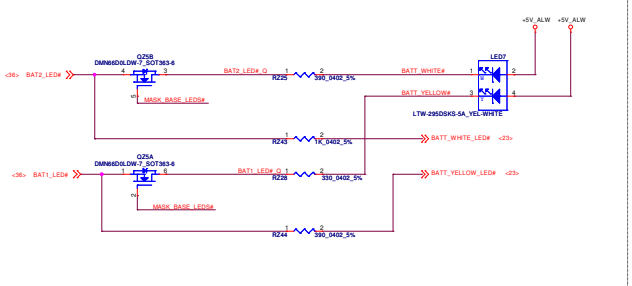 +5V_ALW +5V_ALW
QZ5B
DMN66D0LDW-7_SOT363-6
LED7
<36> BAT2_LED# 4 3 BAT2_LED#_Q 1 2 BATT_WHITE# 1 2
RZ25 390_0402_5%
5
MASK_BASE_LEDS#
BATT_YELLOW# 3 4
LTW-295DSKS-5A_YEL-WHITE
1 2 BATT_WHITE_LED# <23>
RZ43 1K_0402_5%
QZ5A
DMN66D0LDW-7_SOT363-6
<36> BAT1_LED# 1 6 BAT1_LED#_Q 1 2 BATT_YELLOW_LED# <23>
RZ28 330_0402_5%
2
MASK_BASE_LEDS#
1 2
RZ44 390_0402_5%